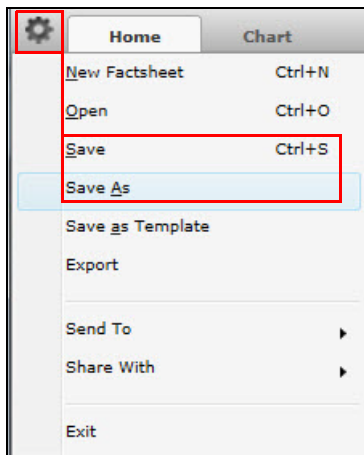 Home Chart
New Factsheet Ctrl+N
Open Ctrl+O
Save Ctrl+S
Save As
Save as Template
Export
Send To
Share With
Exit